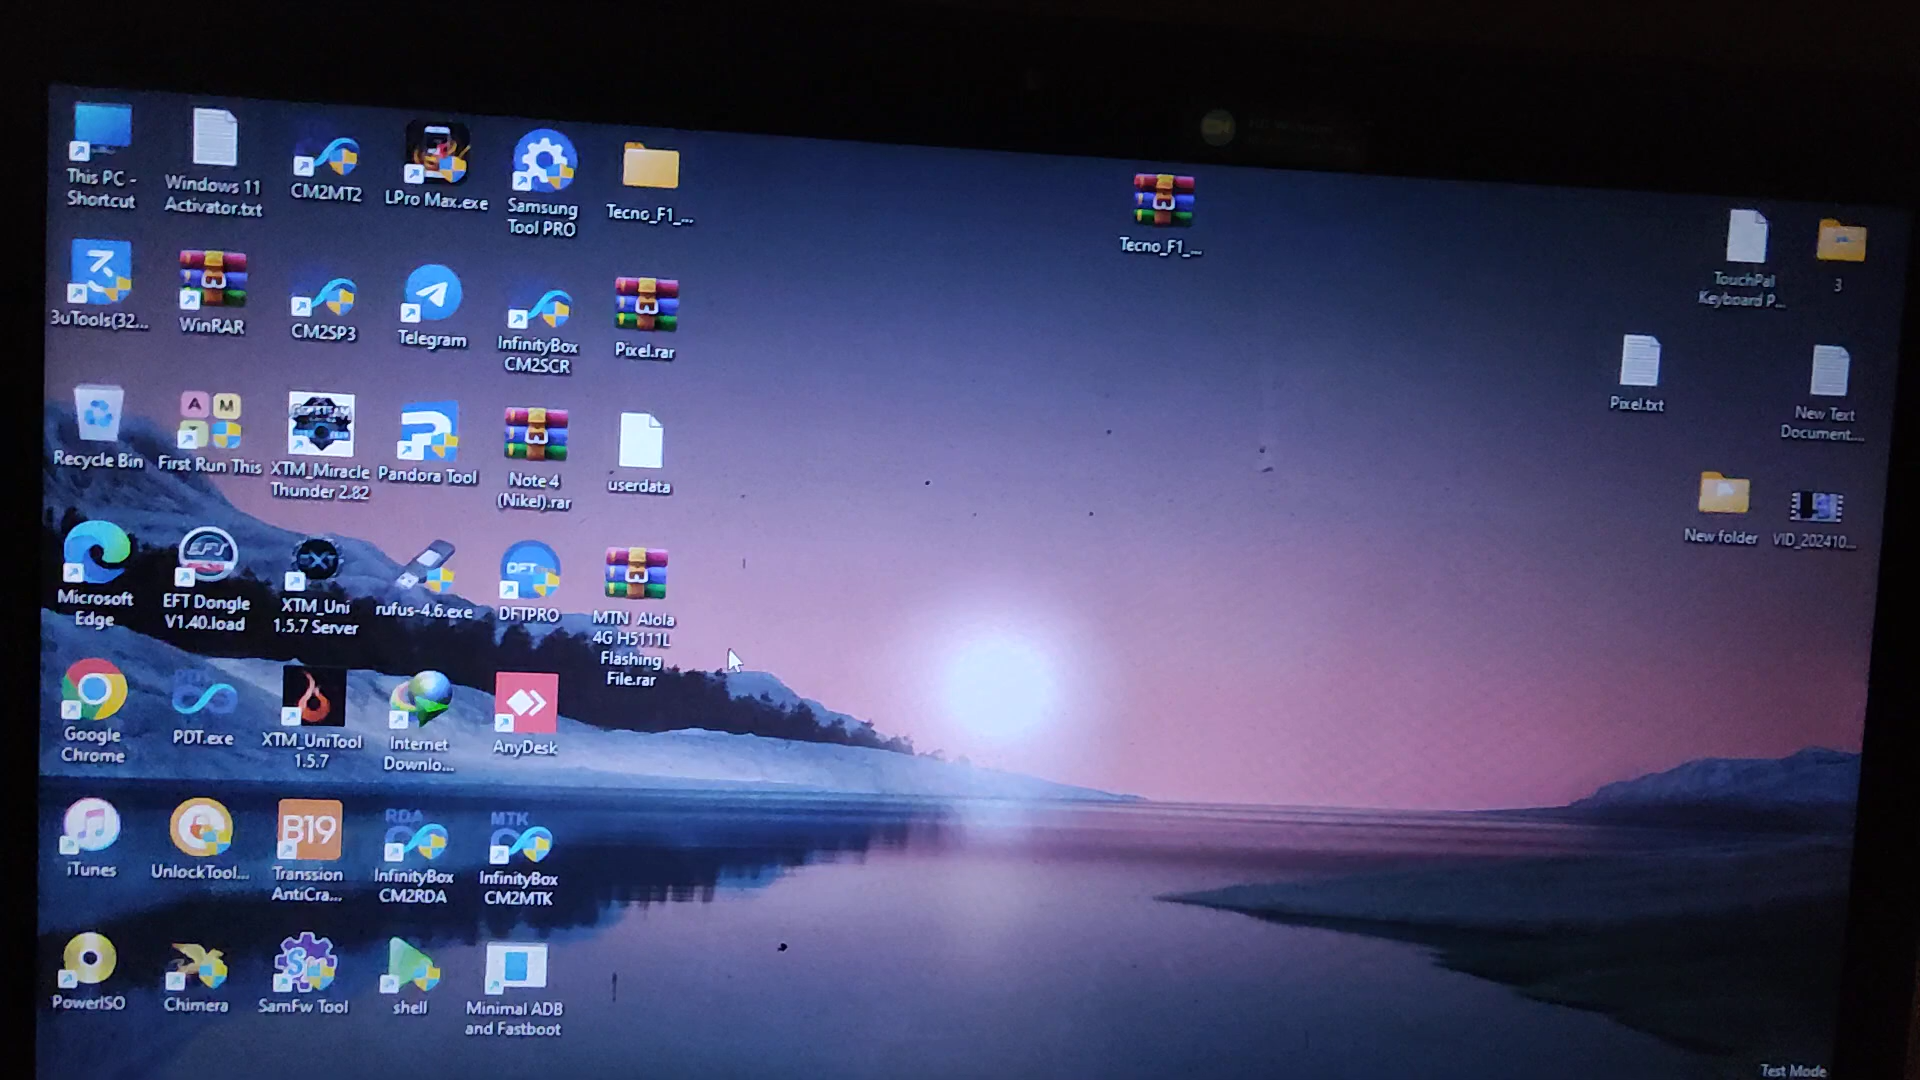 This PC -
Shortcut
Windows 11
Activator.txt
CM2MT2
LPro Max.exe
Samsung
Tool PRO
Tecno_F1_...
Tecno_F1_...
TouchPal
Keyboard P...
3
3uTools(32...
WinRAR
CM2SP3
Telegram
InfinityBox
CM2SCR
Pixel.rar
Pixel.txt
New Text
Document....
Recycle Bin
A M
First Run This
XTM_Miracle
Thunder 2.82
Pandora Tool
Note 4
(Nikel).rar
userdata
New folder
VID_202410...
Microsoft
Edge
EFT
EFT Dongle
V1.40.load
XTM_Uni
1.5.7 Server
rufus-4.6.exe
DFT
DFTPRO
MTN Alola
4G H5111L
Flashing
File.rar
Google
Chrome
PDT.exe
XTM_UniTool
1.5.7
Internet
Downlo...
AnyDesk
iTunes
UnlockTool...
B19
Transsion
AntiCra...
RDA
InfinityBox
CM2RDA
MTK
InfinityBox
CM2MTK
PowerISO
Chimera
SamFw Tool
shell
Minimal ADB
and Fastboot
Test Mode